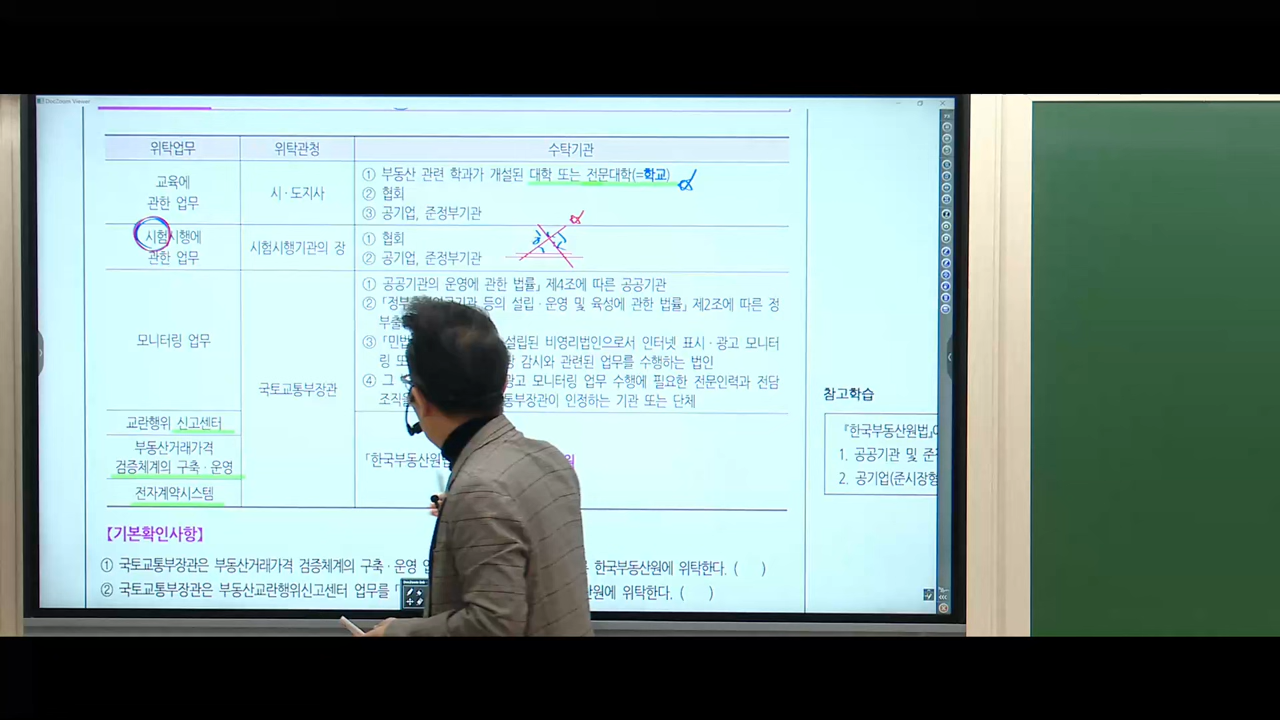 DocZoom Viewer
위탁업무 위탁관청 수탁기관
교육에
관한 업무
시·도지사
① 부동산 관련 학과가 개설된 대학 또는 전문대학(=학교)
② 협회
③ 공기업, 준정부기관
시험시행에
관한 업무
시험시행기관의 장
① 협회
② 공기업, 준정부기관
모니터링 업무
국토교통부장관
① 공공기관의 운영에 관한 법률」 제4조에 따른 공공기관
② 「정부 등의 설립·운영 및 육성에 관한 법률」 제2조에 따른 정
부출
③ 「민법 설립된 비영리법인으로서 인터넷 표시·광고 모니터
링 또 감시와 관련된 업무를 수행하는 법인
④ 그 광고 모니터링 업무 수행에 필요한 전문인력과 전담
조직을 통부장관이 인정하는 기관 또는 단체
교란행위 신고센터
부동산거래가격
검증체계의 구축·운영
전자계약시스템
「한국부동산원법 원
【기본확인사항】
① 국토교통부장관은 부동산거래가격 검증체계의 구축·운영 한국부동산원에 위탁한다. ( )
② 국토교통부장관은 부동산교란행위신고센터 업무를 「 산원에 위탁한다. ( )
참고학습
『한국부동산원법』
1. 공공기관 및 준
2. 공기업(준시장형